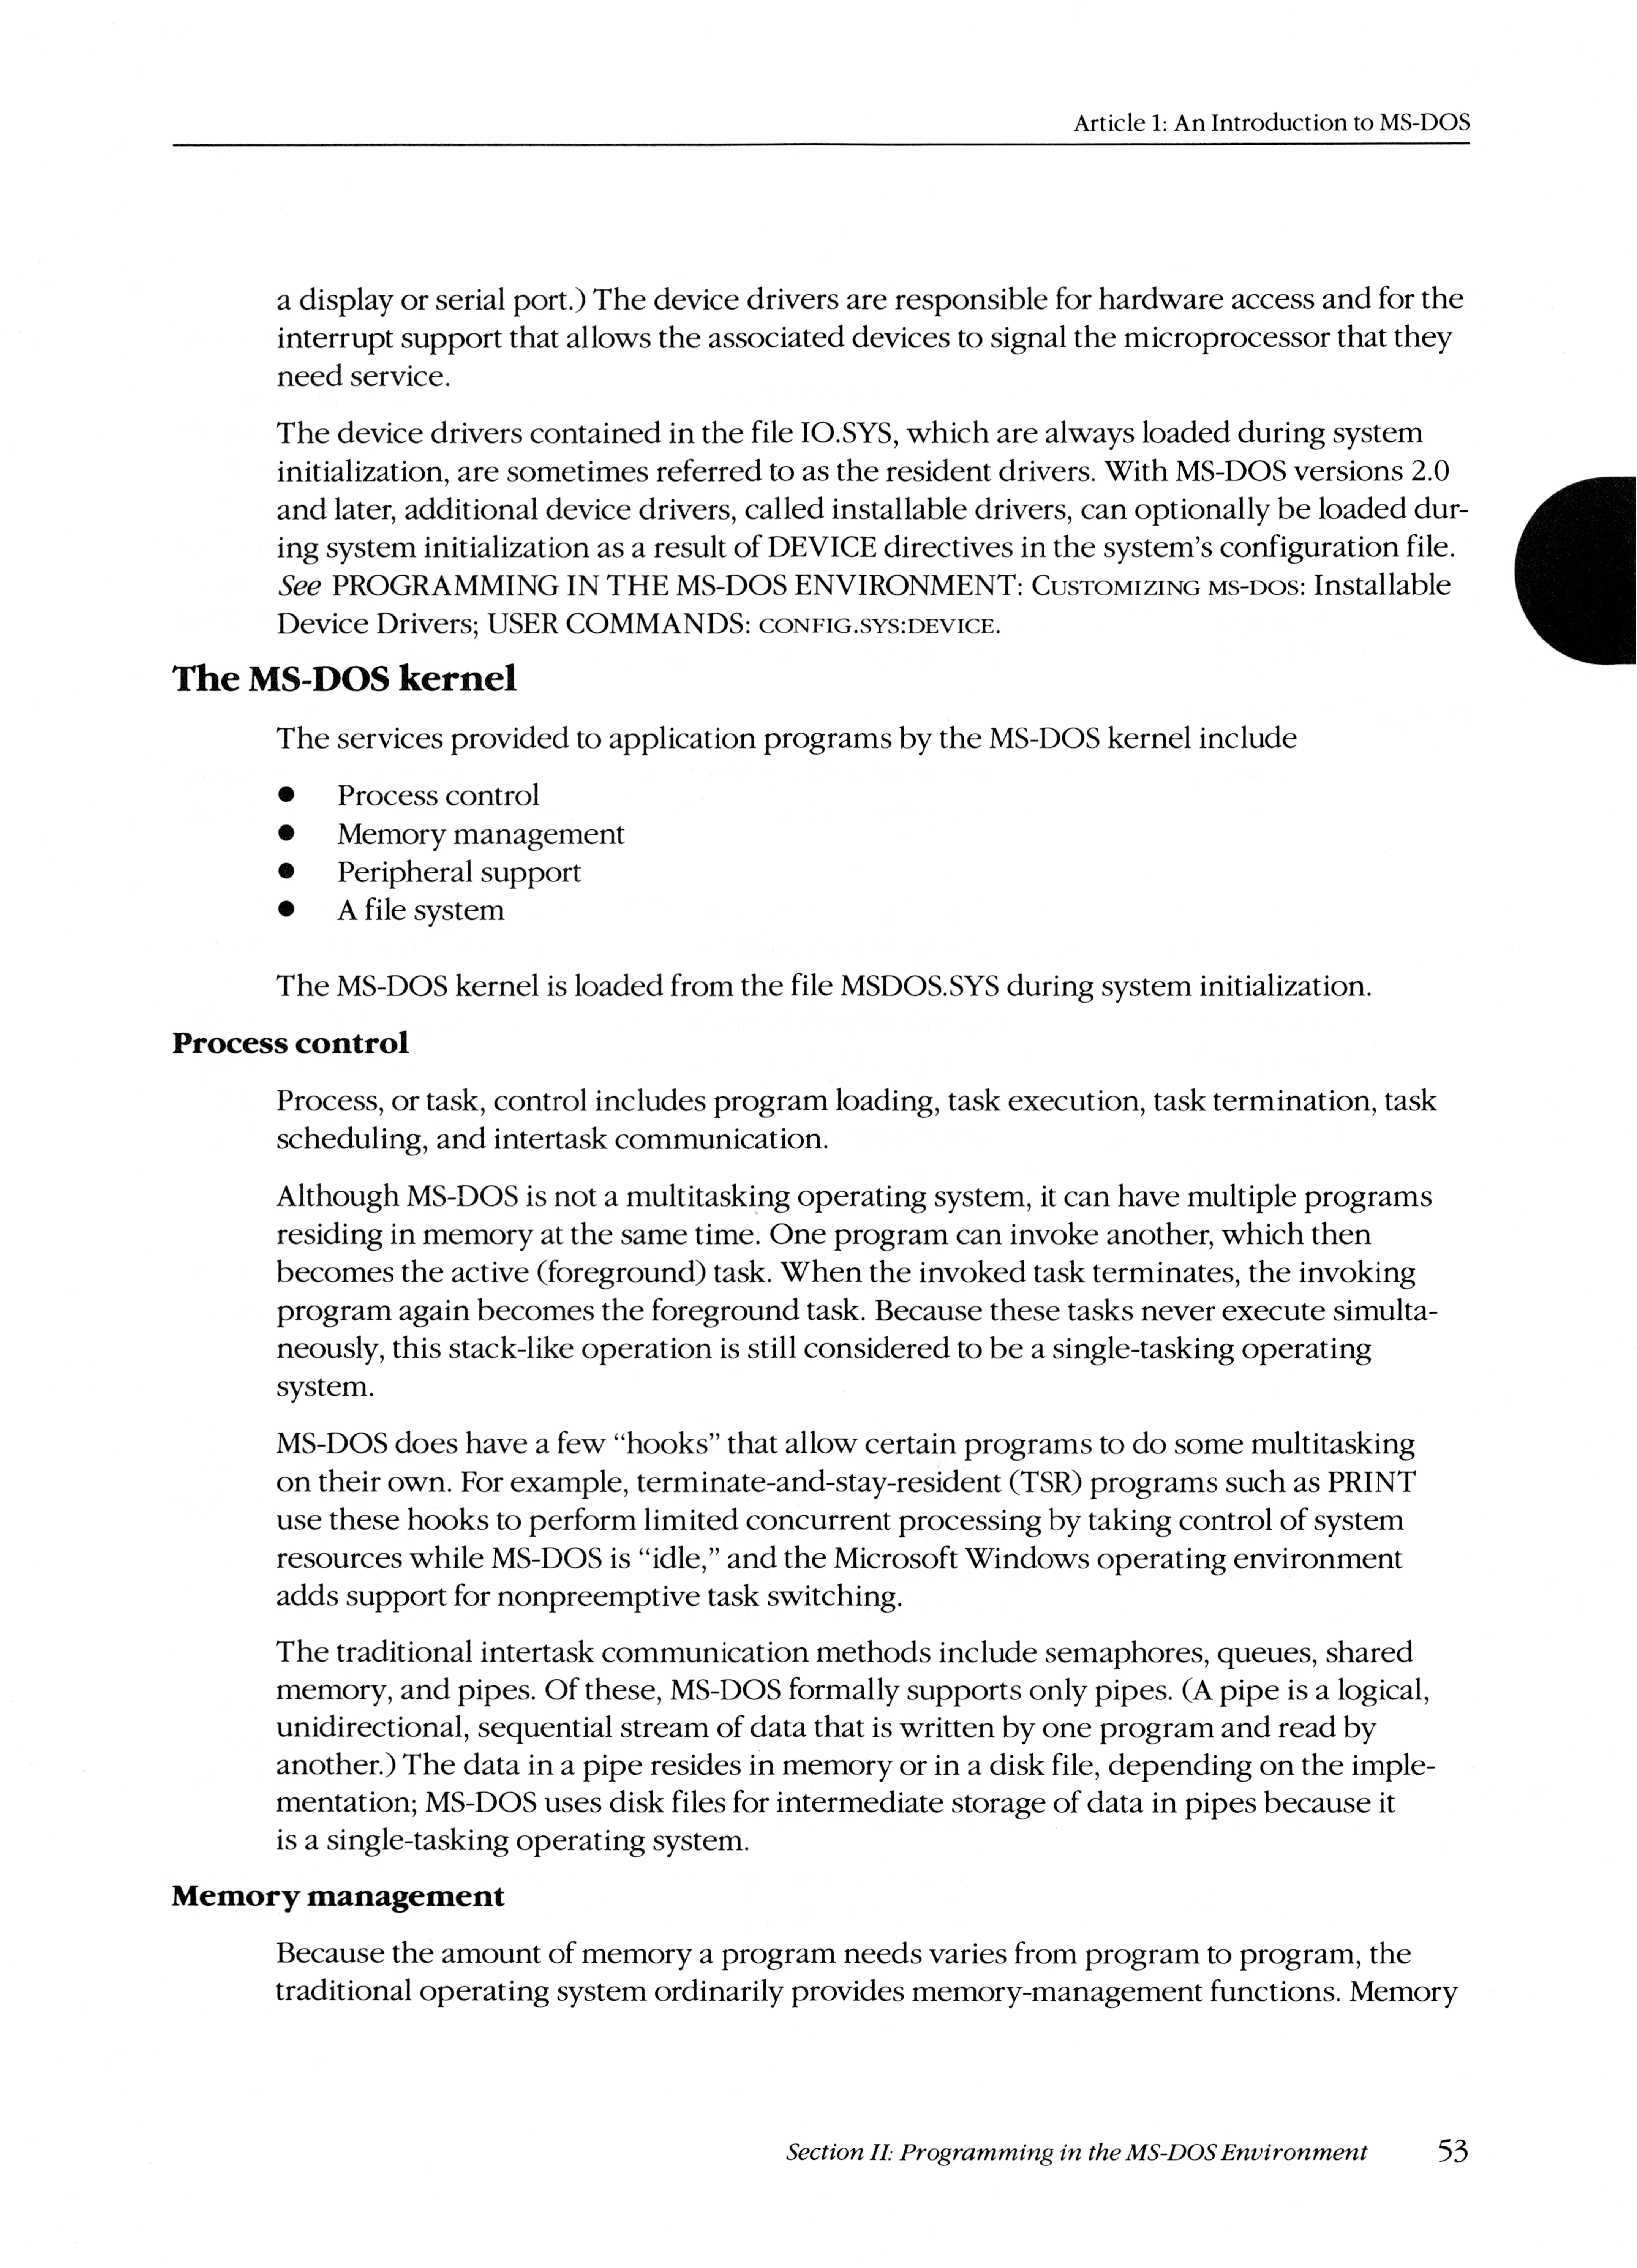 Article 1: An Introduction to MS-DOS
a display or serial port.) The device drivers are responsible for hardware access and for the
interrupt support that allows the associated devices to signal the microprocessor that they
need service.
The device drivers contained in the file IO.SYS, which are always loaded during system
initialization, are sometimes referred to as the resident drivers. With MS-DOS versions 2.0
and later, additional device drivers, called installable drivers, can optionally be loaded dur-
ing system initialization as a result of DEVICE directives in the system's configuration file.
See PROGRAMMING IN THE MS-DOS ENVIRONMENT: CUSTOMIZING MS-DOS: Installable
Device Drivers; USER COMMANDS: CONFIG.SYS:DEVICE.
The MS-DOS kernel
The services provided to application programs by the MS-DOS kernel include
● Process control
● Memory management
● Peripheral support
● A file system
The MS-DOS kernel is loaded from the file MSDOS.SYS during system initialization.
Process control
Process, or task, control includes program loading, task execution, task termination, task
scheduling, and intertask communication.
Although MS-DOS is not a multitasking operating system, it can have multiple programs
residing in memory at the same time. One program can invoke another, which then
becomes the active (foreground) task. When the invoked task terminates, the invoking
program again becomes the foreground task. Because these tasks never execute simulta-
neously, this stack-like operation is still considered to be a single-tasking operating
system.
MS-DOS does have a few “hooks” that allow certain programs to do some multitasking
on their own. For example, terminate-and-stay-resident (TSR) programs such as PRINT
use these hooks to perform limited concurrent processing by taking control of system
resources while MS-DOS is “idle,” and the Microsoft Windows operating environment
adds support for nonpreemptive task switching.
The traditional intertask communication methods include semaphores, queues, shared
memory, and pipes. Of these, MS-DOS formally supports only pipes. (A pipe is a logical,
unidirectional, sequential stream of data that is written by one program and read by
another.) The data in a pipe resides in memory or in a disk file, depending on the imple-
mentation; MS-DOS uses disk files for intermediate storage of data in pipes because it
is a single-tasking operating system.
Memory management
Because the amount of memory a program needs varies from program to program, the
traditional operating system ordinarily provides memory-management functions. Memory
Section II: Programming in the MS-DOS Environment 53